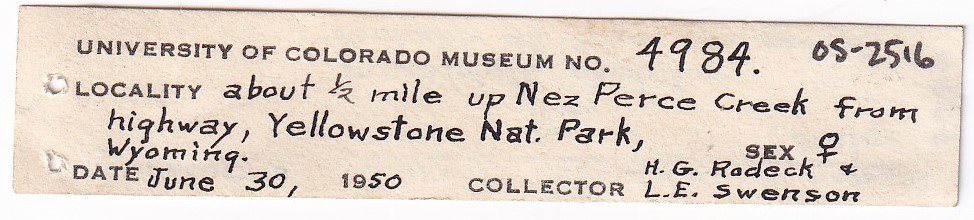 UNIVERSITY OF COLORADO MUSEUM NO. 4984. OS-2516
LOCALITY about ½ mile up Nez Perce Creek from
highway, Yellowstone Nat. Park,
Wyoming. SEX ♀
DATE June 30, 1950 COLLECTOR H. G. Rodeck &
L.E. Swenson